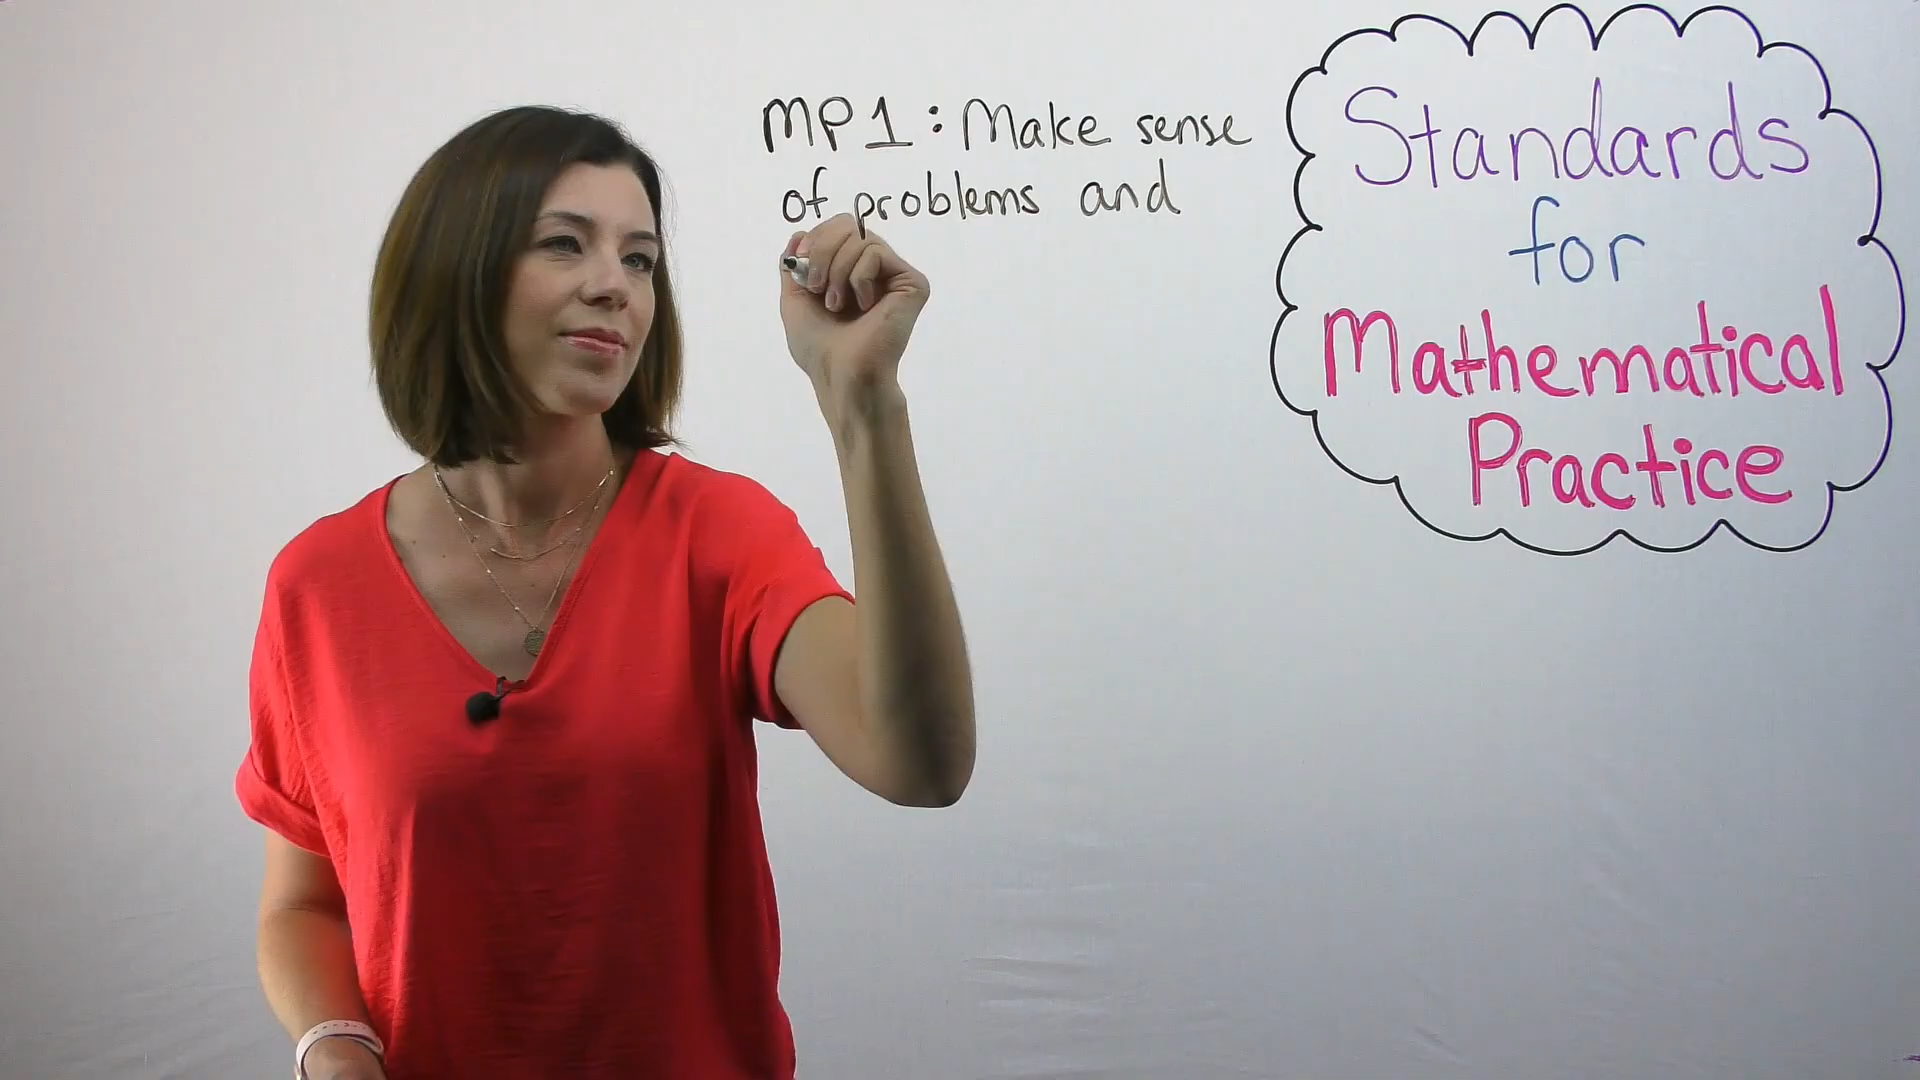 MP1: Make sense
of problems and
Standards
for
Mathematical
Practice